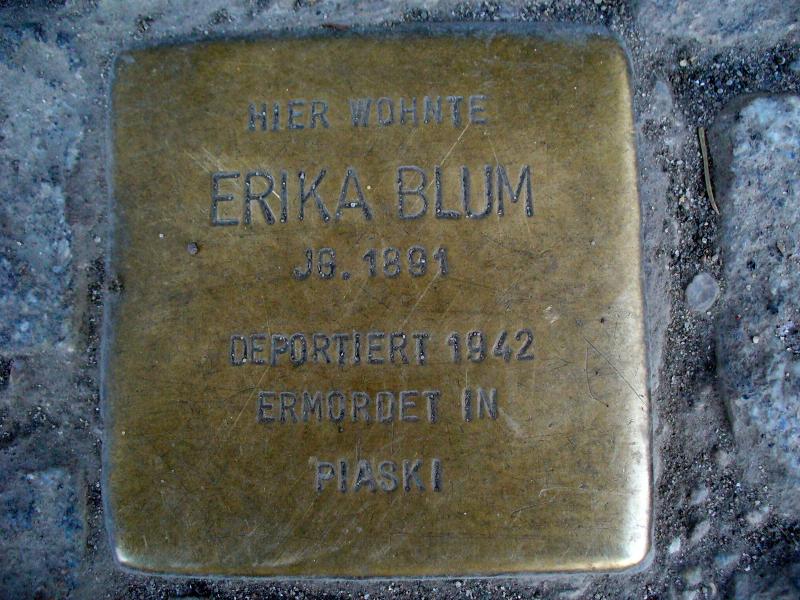 HIER WOHNTE
ERIKA BLUM
JG. 1891
DEPORTIERT 1942
ERMORDET IN
PIASKI